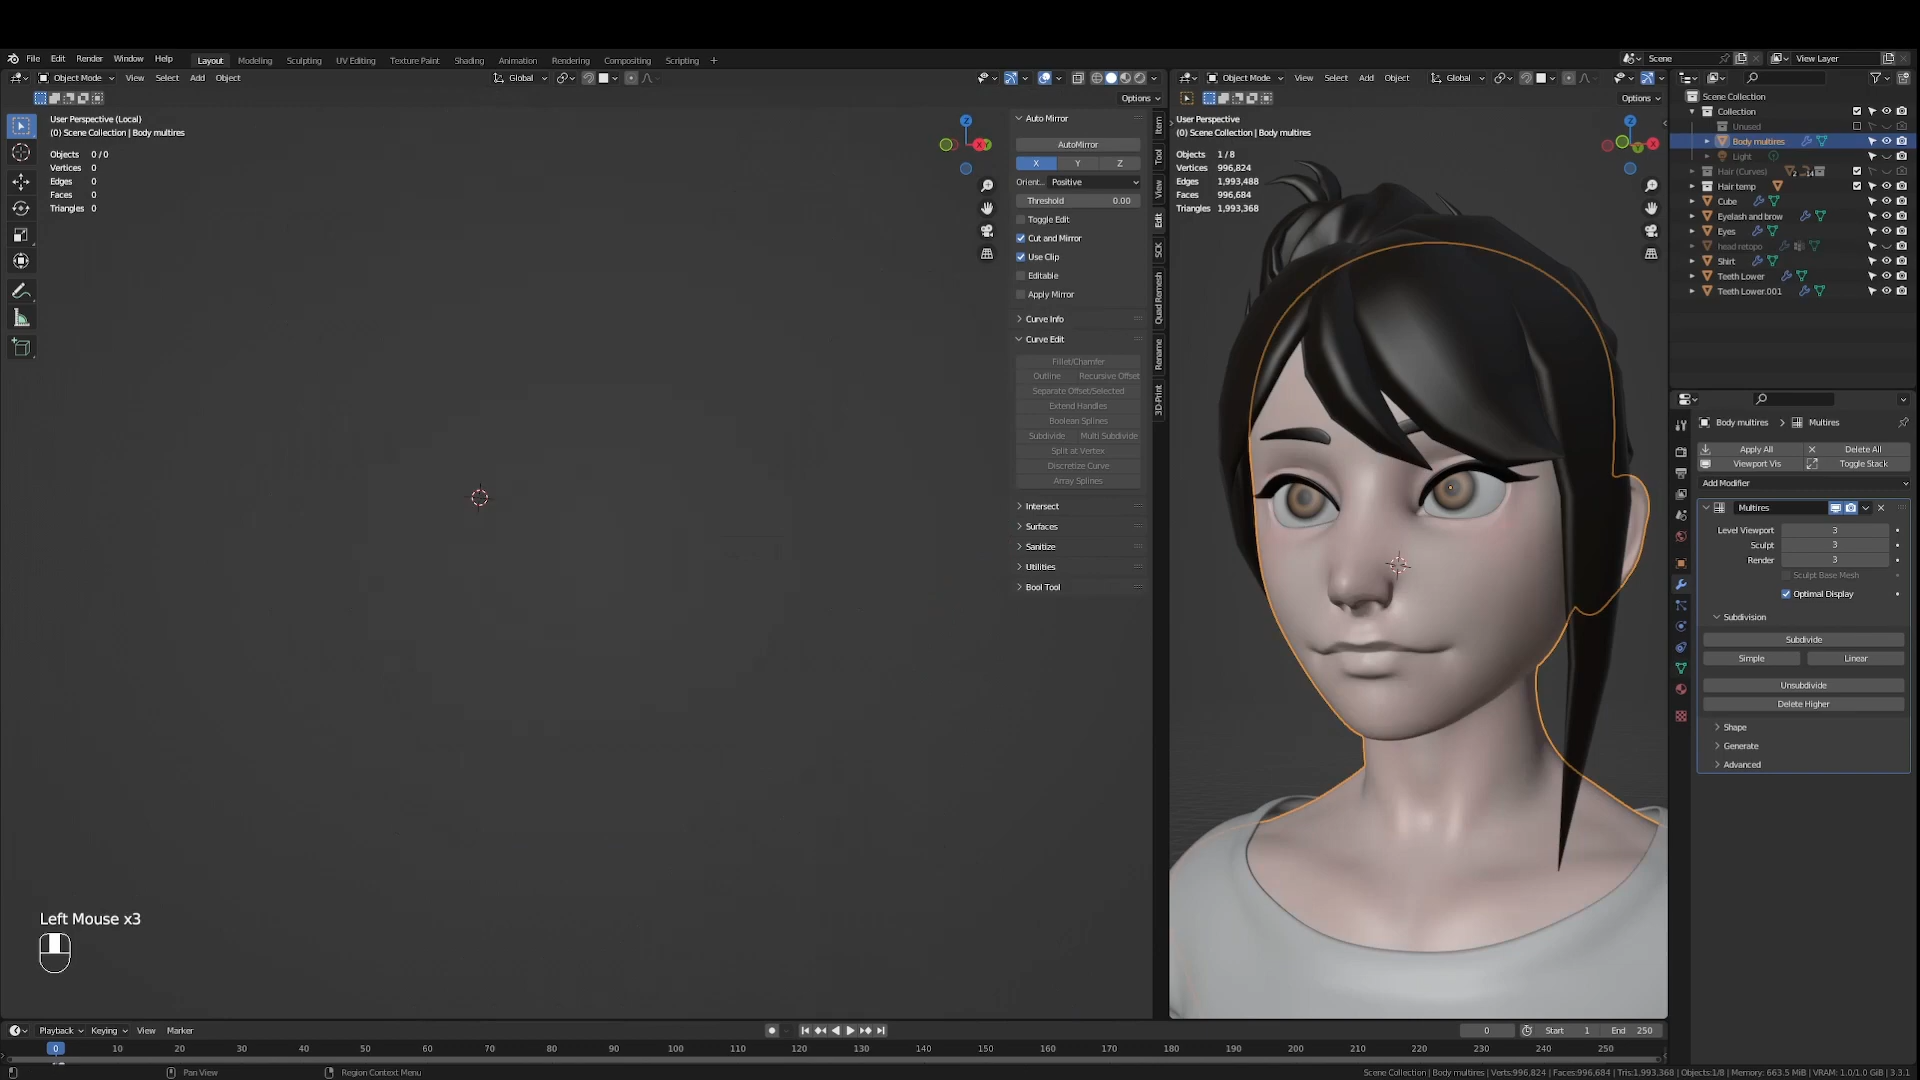 File Edit Render Window Help Layout Modeling Sculpting UV Editing Texture Paint Shading Animation Rendering Compositing Scripting + Scene View Layer
Object Mode View Select Add Object Global Object Mode View Select Add Object Global
Options Options
User Perspective (Local)
(0) Scene Collection | Body multires
Objects 0 / 0
Vertices 0
Edges 0
Faces 0
Triangles 0
Z
X
Y
Auto Mirror
AutoMirror
X Y Z
Orient... Positive
Threshold 0.00
Toggle Edit
Cut and Mirror
Use Clip
Editable
Apply Mirror
Curve Info
Curve Edit
Fillet/Chamfer
Outline Recursive Offset
Separate Offset/Selected
Extend Handles
Boolean Splines
Subdivide Multi Subdivide
Split at Vertex
Discretize Curve
Array Splines
Intersect
Surfaces
Sanitize
Utilities
Bool Tool
Item
Tool
View
Edit
SCK
Quad Remesh
Rename
3D-Print
User Perspective
(0) Scene Collection | Body multires
Objects 1 / 8
Vertices 996,824
Edges 1,993,488
Faces 996,684
Triangles 1,993,368
Z
X
Y
Scene Collection
Collection
Unused
Body multires
Light
Hair (Curves) 2 14
Hair temp
Cube
Eyelash and brow
Eyes
head retopo
Shirt
Teeth Lower
Teeth Lower.001
Body multires > Multires
Apply All Delete All
Viewport Vis Toggle Stack
Add Modifier
Multires
Level Viewport 3
Sculpt 3
Render 3
Sculpt Base Mesh
Optimal Display
Subdivision
Subdivide
Simple Linear
Unsubdivide
Delete Higher
Shape
Generate
Advanced
Left Mouse x3
Playback Keying View Marker 0 Start 1 End 250
0 10 20 30 40 50 60 70 80 90 100 110 120 130 140 150 160 170 180 190 200 210 220 230 240 250
Pan View Region Context Menu Scene Collection | Body multires | Verts:996,824 | Faces:996,684 | Tris:1,993,368 | Objects:1/8 | Memory: 663.5 MiB | VRAM: 1.0/1.0 GiB | 3.3.1